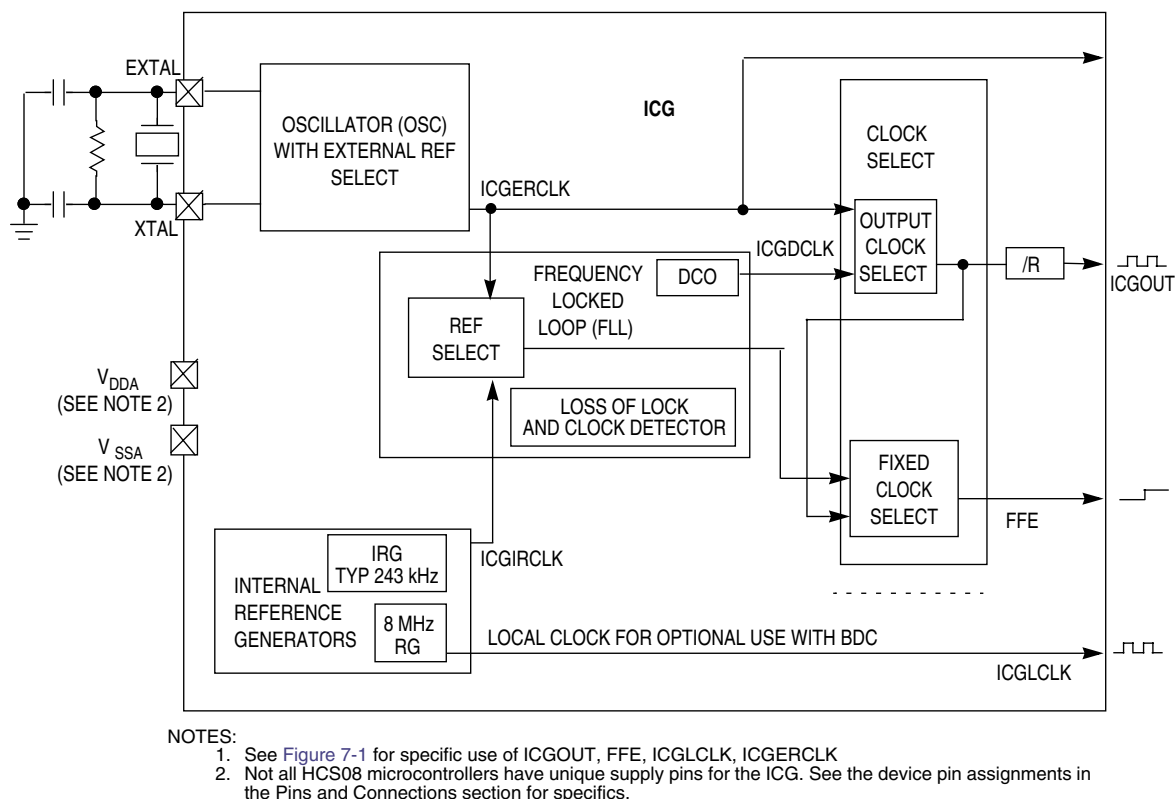 EXTAL
XTAL
OSCILLATOR (OSC)
WITH EXTERNAL REF
SELECT
ICG
ICGERCLK
CLOCK
SELECT
OUTPUT
CLOCK
SELECT
ICGDCLK
/R
ICGOUT
FREQUENCY
LOCKED
LOOP (FLL)
DCO
REF
SELECT
LOSS OF LOCK
AND CLOCK DETECTOR
VDDA
(SEE NOTE 2)
V SSA
(SEE NOTE 2)
FIXED
CLOCK
SELECT
FFE
ICGIRCLK
IRG
TYP 243 kHz
INTERNAL
REFERENCE
GENERATORS
8 MHz
RG
LOCAL CLOCK FOR OPTIONAL USE WITH BDC
ICGLCLK
NOTES:
1. See Figure 7-1 for specific use of ICGOUT, FFE, ICGLCLK, ICGERCLK
2. Not all HCS08 microcontrollers have unique supply pins for the ICG. See the device pin assignments in
the Pins and Connections section for specifics.